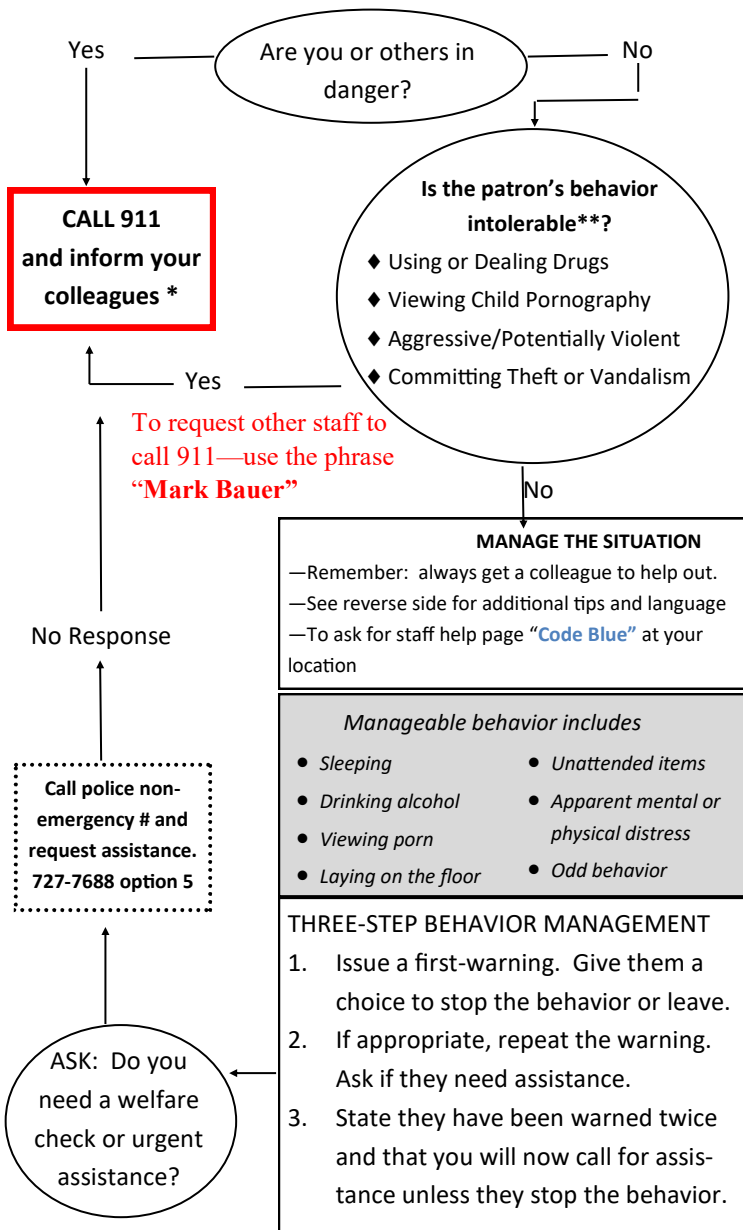 Yes
Are you or others in
danger?
No
CALL 911
and inform your
colleagues *
Is the patron’s behavior
intolerable**?
♦ Using or Dealing Drugs
♦ Viewing Child Pornography
♦ Aggressive/Potentially Violent
♦ Committing Theft or Vandalism
Yes
To request other staff to
call 911—use the phrase
“Mark Bauer”
No
MANAGE THE SITUATION
—Remember: always get a colleague to help out.
—See reverse side for additional tips and language
—To ask for staff help page “Code Blue” at your
location
No Response
Manageable behavior includes
• Sleeping
• Drinking alcohol
• Viewing porn
• Laying on the floor
• Unattended items
• Apparent mental or
physical distress
• Odd behavior
Call police non-
emergency # and
request assistance.
727-7688 option 5
THREE-STEP BEHAVIOR MANAGEMENT
1. Issue a first-warning. Give them a
choice to stop the behavior or leave.
2. If appropriate, repeat the warning.
Ask if they need assistance.
3. State they have been warned twice
and that you will now call for assis-
tance unless they stop the behavior.
ASK: Do you
need a welfare
check or urgent
assistance?